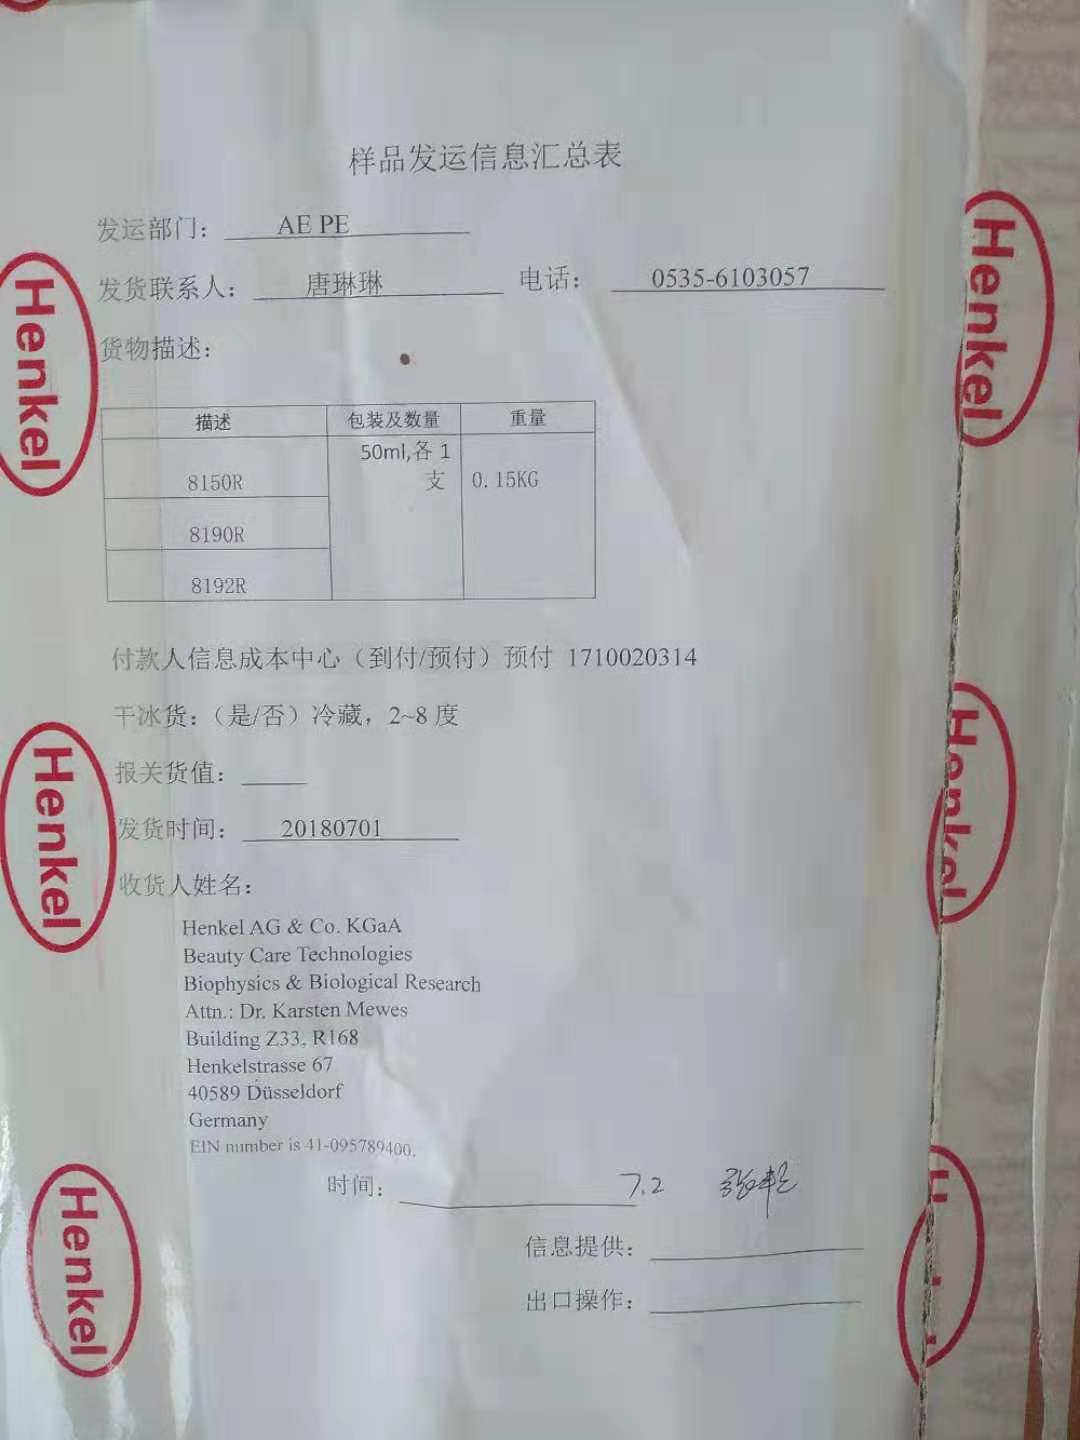 样品发运信息汇总表
发运部门： AE PE
发货联系人： 唐琳琳 电话： 0535-6103057
货物描述：
描述 包装及数量 重量
8150R 50ml,各 1 支 0.15KG
8190R
8192R
付款人信息成本中心（到付/预付）预付 1710020314
干冰货：（是/否）冷藏，2~8 度
报关货值：
发货时间： 20180701
收货人姓名：
Henkel AG & Co. KGaA
Beauty Care Technologies
Biophysics & Biological Research
Attn.: Dr. Karsten Mewes
Building Z33, R168
Henkelstrasse 67
40589 Düsseldorf
Germany
EIN number is 41-095789400.
时间： 7.2
信息提供：
出口操作：
Henkel
Henkel
Henkel
Henkel
Henkel